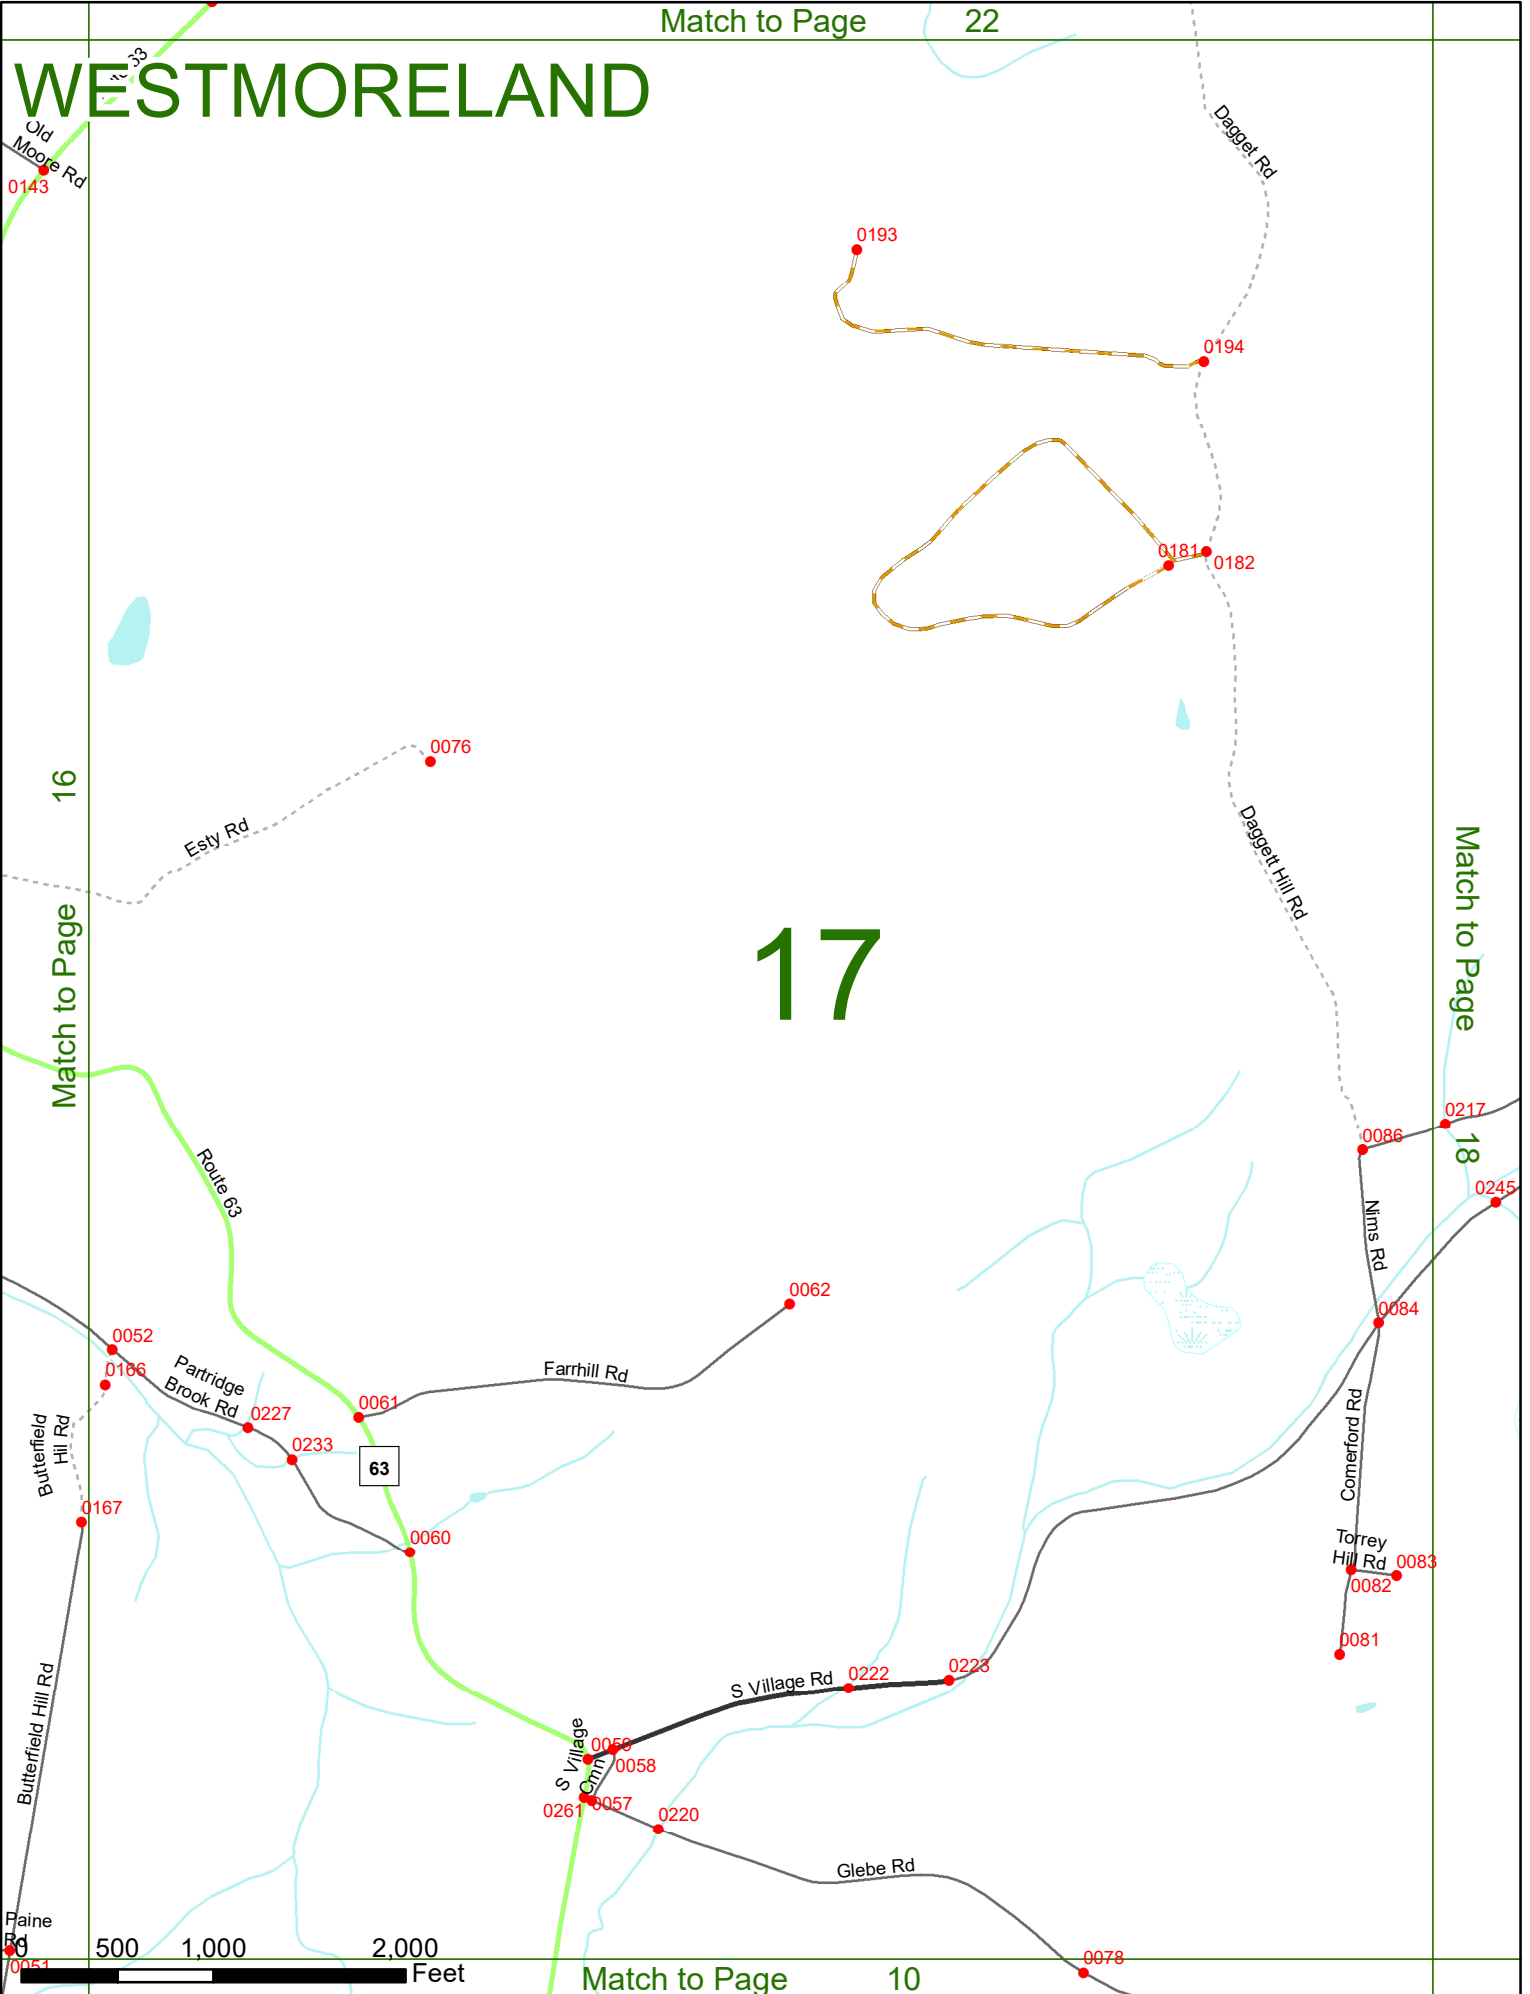 Match to Page 22
WESTMORELAND
Old
Moore Rd
0143
Dagget Rd
0193
0194
0181
0182
0076
Esty Rd
Match to Page 16
17
Daggett Hill Rd
Match to Page 18
Route 63
0217
0086
0245
Nims Rd
0084
0062
0052
0166
Partridge
Brook Rd
Farrhill Rd
0061
0227
0233
63
Butterfield
Hill Rd
0167
0060
Comerford Rd
Torrey
Hill Rd
0083
0082
0081
Butterfield Hill Rd
S Village Rd
0222
0223
S Village
Cmn
0059
0058
0261
0057
0220
Glebe Rd
Paine
Rd
0051
0 500 1,000 2,000
Feet
0078
Match to Page 10